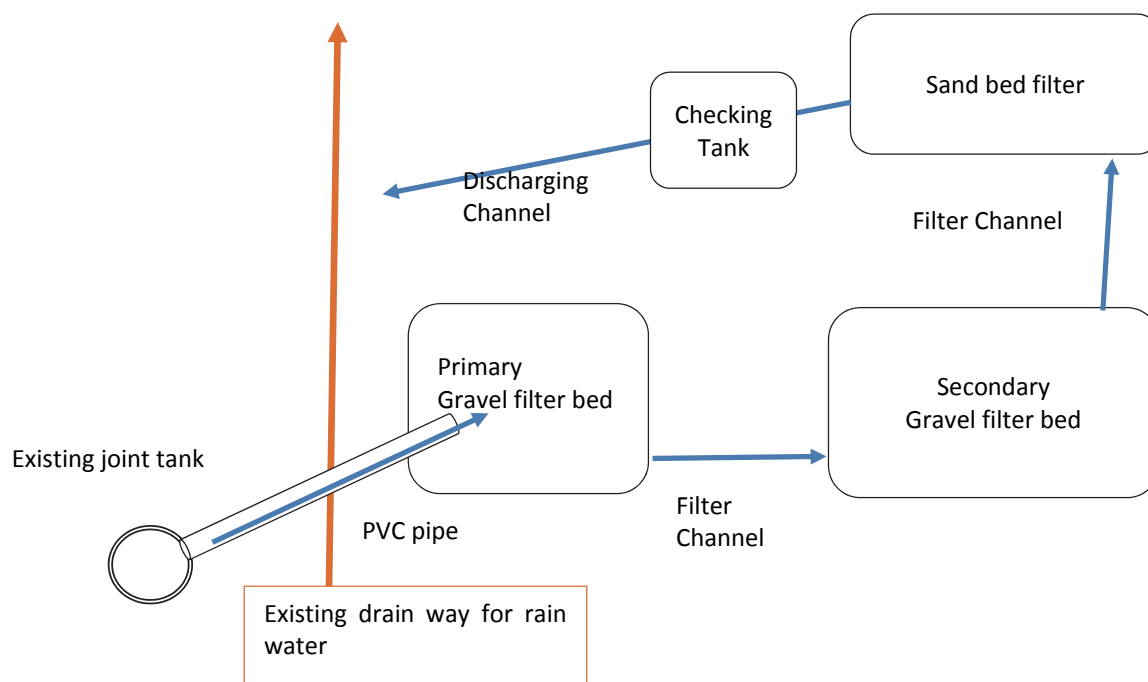 Sand bed filter
Checking
Tank
Discharging
Channel
Filter Channel
Primary
Gravel filter bed
Secondary
Gravel filter bed
Existing joint tank
Filter
Channel
PVC pipe
Existing drain way for rain
water